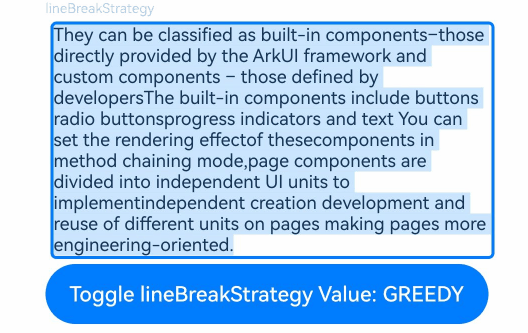 lineBreakStrategy
They can be classified as built-in components–those
directly provided by the ArkUI framework and
custom components – those defined by
developersThe built-in components include buttons
radio buttonsprogress indicators and text You can
set the rendering effectof thesecomponents in
method chaining mode,page components are
divided into independent UI units to
implementindependent creation development and
reuse of different units on pages making pages more
engineering-oriented.
Toggle lineBreakStrategy Value: GREEDY